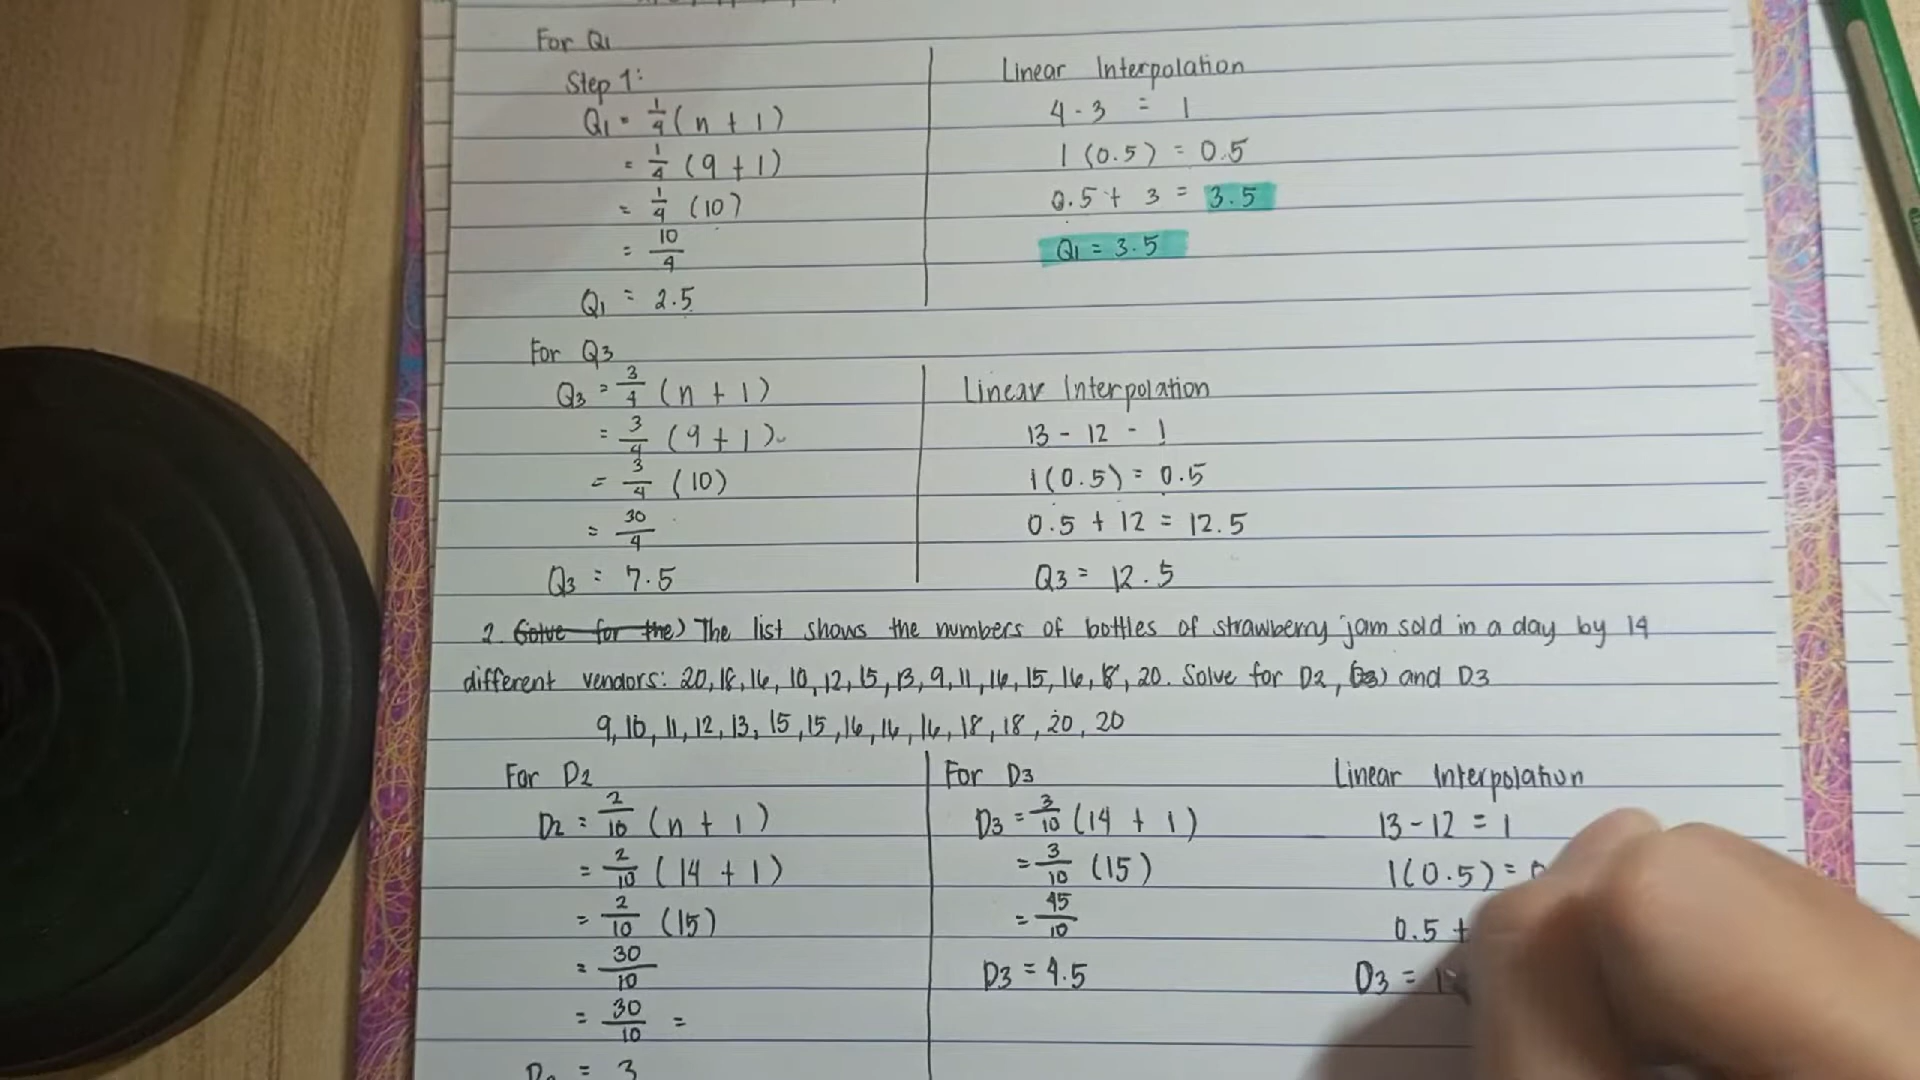 For Q1
Step 1:
Q1 = 1/4 (n + 1)
= 1/4 (9 + 1)
= 1/4 (10)
= 10/4
Q1 = 2.5
Linear Interpolation
4 - 3 = 1
1 (0.5) = 0.5
0.5 + 3 = 3.5
Q1 = 3.5
For Q3
Q3 = 3/4 (n + 1)
= 3/4 (9 + 1)
= 3/4 (10)
= 30/4
Q3 = 7.5
Linear Interpolation
13 - 12 - 1
1 (0.5) = 0.5
0.5 + 12 = 12.5
Q3 = 12.5
2. Solve for the) The list shows the numbers of bottles of strawberry jam sold in a day by 14
different vendors: 20, 18, 16, 10, 12, 15, 13, 9, 11, 16, 15, 16, 18, 20. Solve for D2, and D3
9, 10, 11, 12, 13, 15, 15, 16, 16, 16, 18, 18, 20, 20
For D2
D2 = 2/10 (n + 1)
= 2/10 (14 + 1)
= 2/10 (15)
= 30/10
= 30/10 =
= 3
For D3
D3 = 3/10 (14 + 1)
= 3/10 (15)
= 45/10
D3 = 4.5
Linear Interpolation
13 - 12 = 1
1 (0.5) =
0.5 +
D3 =